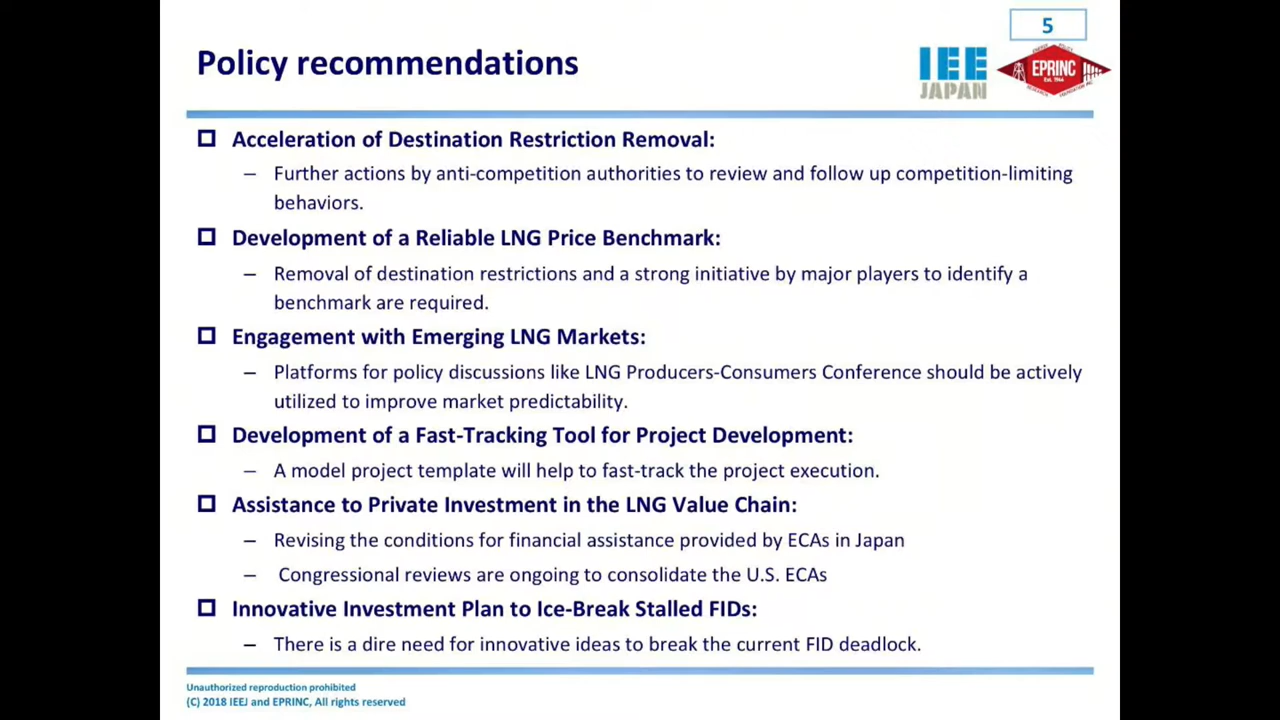 5
Policy recommendations
IEE
JAPAN
EPRINC
Est. 1944
Acceleration of Destination Restriction Removal:
– Further actions by anti-competition authorities to review and follow up competition-limiting
behaviors.
Development of a Reliable LNG Price Benchmark:
– Removal of destination restrictions and a strong initiative by major players to identify a
benchmark are required.
Engagement with Emerging LNG Markets:
– Platforms for policy discussions like LNG Producers-Consumers Conference should be actively
utilized to improve market predictability.
Development of a Fast-Tracking Tool for Project Development:
– A model project template will help to fast-track the project execution.
Assistance to Private Investment in the LNG Value Chain:
– Revising the conditions for financial assistance provided by ECAs in Japan
– Congressional reviews are ongoing to consolidate the U.S. ECAs
Innovative Investment Plan to Ice-Break Stalled FIDs:
– There is a dire need for innovative ideas to break the current FID deadlock.
Unauthorized reproduction prohibited
(C) 2018 IEEJ and EPRINC, All rights reserved